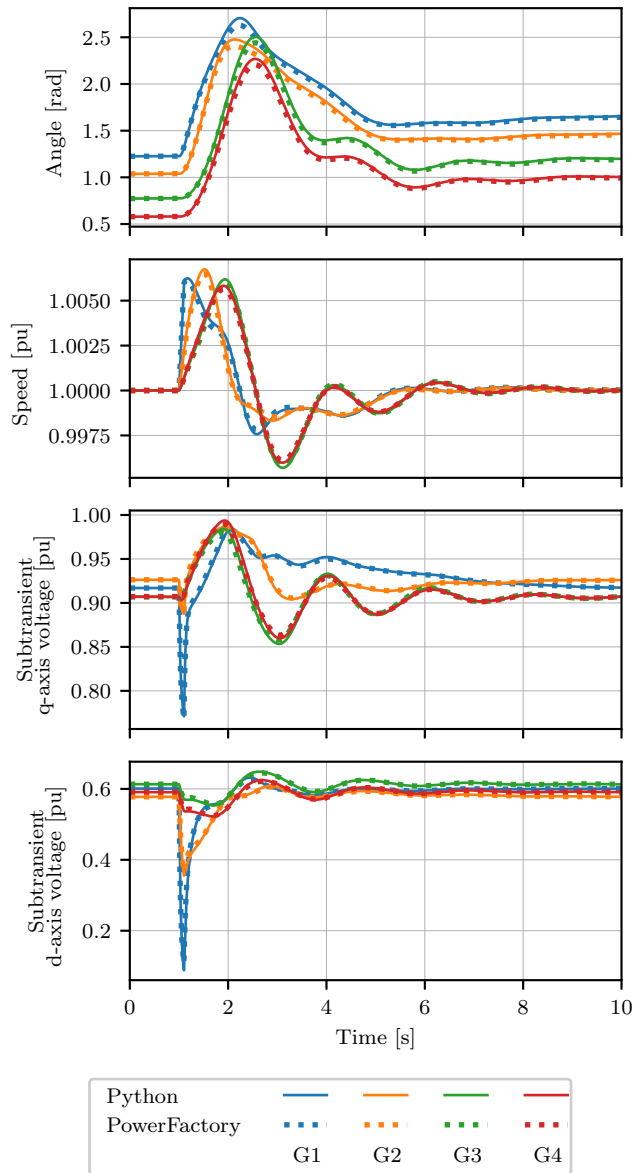 2.5
2.0
1.5
1.0
0.5
Angle [rad]
1.0050
1.0025
1.0000
0.9975
Speed [pu]
1.00
0.95
0.90
0.85
0.80
Subtransient
q-axis voltage [pu]
0.6
0.4
0.2
Subtransient
d-axis voltage [pu]
0 2 4 6 8 10
Time [s]
Python
PowerFactory
G1 G2 G3 G4